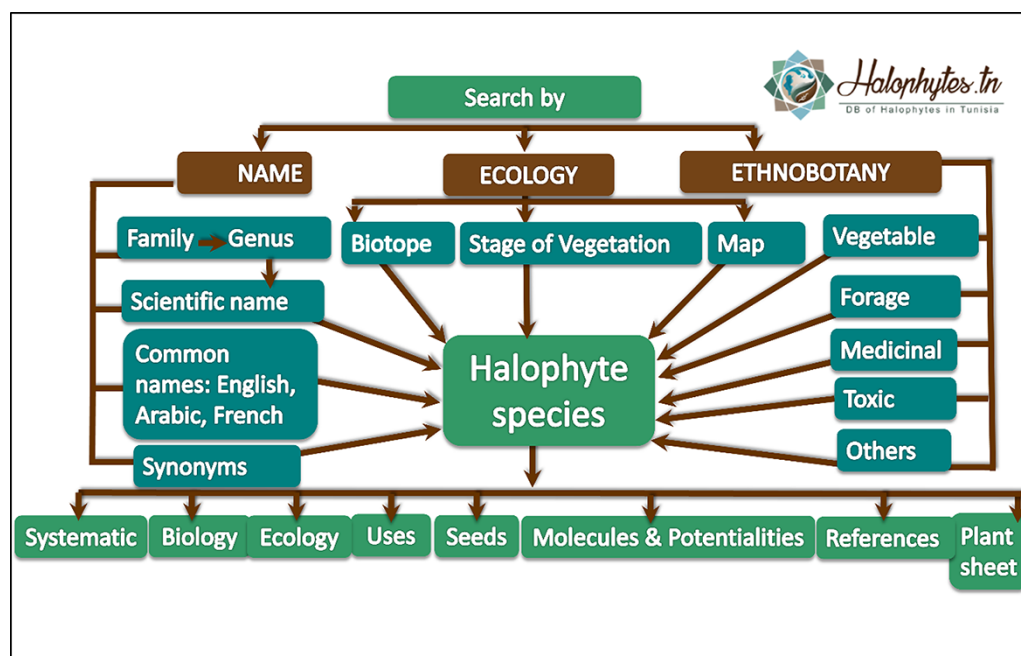 Halophytes.tn
DB of Halophytes in Tunisia
Search by
NAME
ECOLOGY
ETHNOBOTANY
Family
Genus
Scientific name
Common
names: English,
Arabic, French
Synonyms
Biotope
Stage of Vegetation
Map
Vegetable
Forage
Medicinal
Toxic
Others
Halophyte
species
Systematic
Biology
Ecology
Uses
Seeds
Molecules & Potentialities
References
Plant
sheet